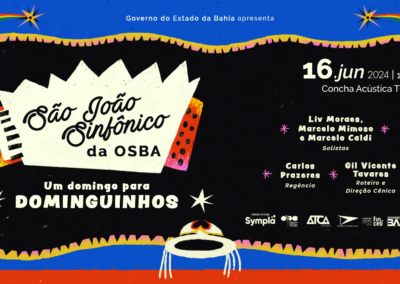 Governo do Estado da Bahia apresenta
São João
Sinfônico
da OSBA
Um domingo para
DOMINGUINHOS
16.jun 2024 | 1
Concha Acústica T
Liv Moraes,
Marcelo Mimoso
e Marcelo Caldi
Solistas
Carlos
Prazeres
Regência
Gil Vicente
Tavares
Roteiro e
Direção Cênica
Sympla
ATCA